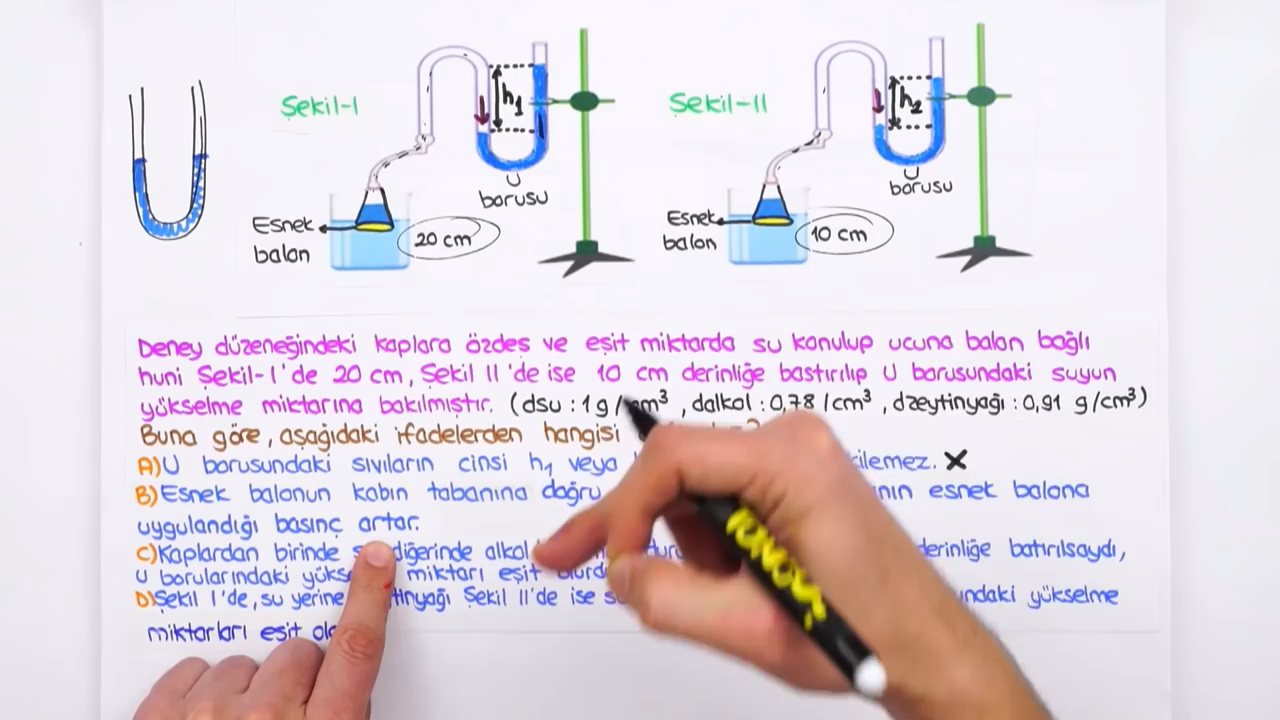 Şekil-I
h₁
U
borusu
Esnek
balon
20 cm
Şekil-II
h₂
U
borusu
Esnek
balon
10 cm
Deney düzeneğindeki kaplara özdeş ve eşit miktarda su konulup ucuna balon bağlı
huni Şekil-I'de 20 cm, Şekil II'de ise 10 cm derinliğe bastırılıp U borusundaki suyun
yükselme miktarına bakılmıştır. (dsu : 1g/cm³ , dalkol : 0,78 /cm³ , dzeytinyağı : 0,91 g/cm³)
Buna göre, aşağıdaki ifadelerden hangisi
A) U borusundaki sıvıların cinsi h₁ veya X
B) Esnek balonun kabın tabanına doğru esnek balona
uyguladığı basınç artar.
C) Kaplardan birinde diğerinde alkol derinliğe batırılsaydı,
U borularındaki miktarı eşit
D) Şekil I'de, su yerine Şekil II'de ise yükselme
miktarları eşit